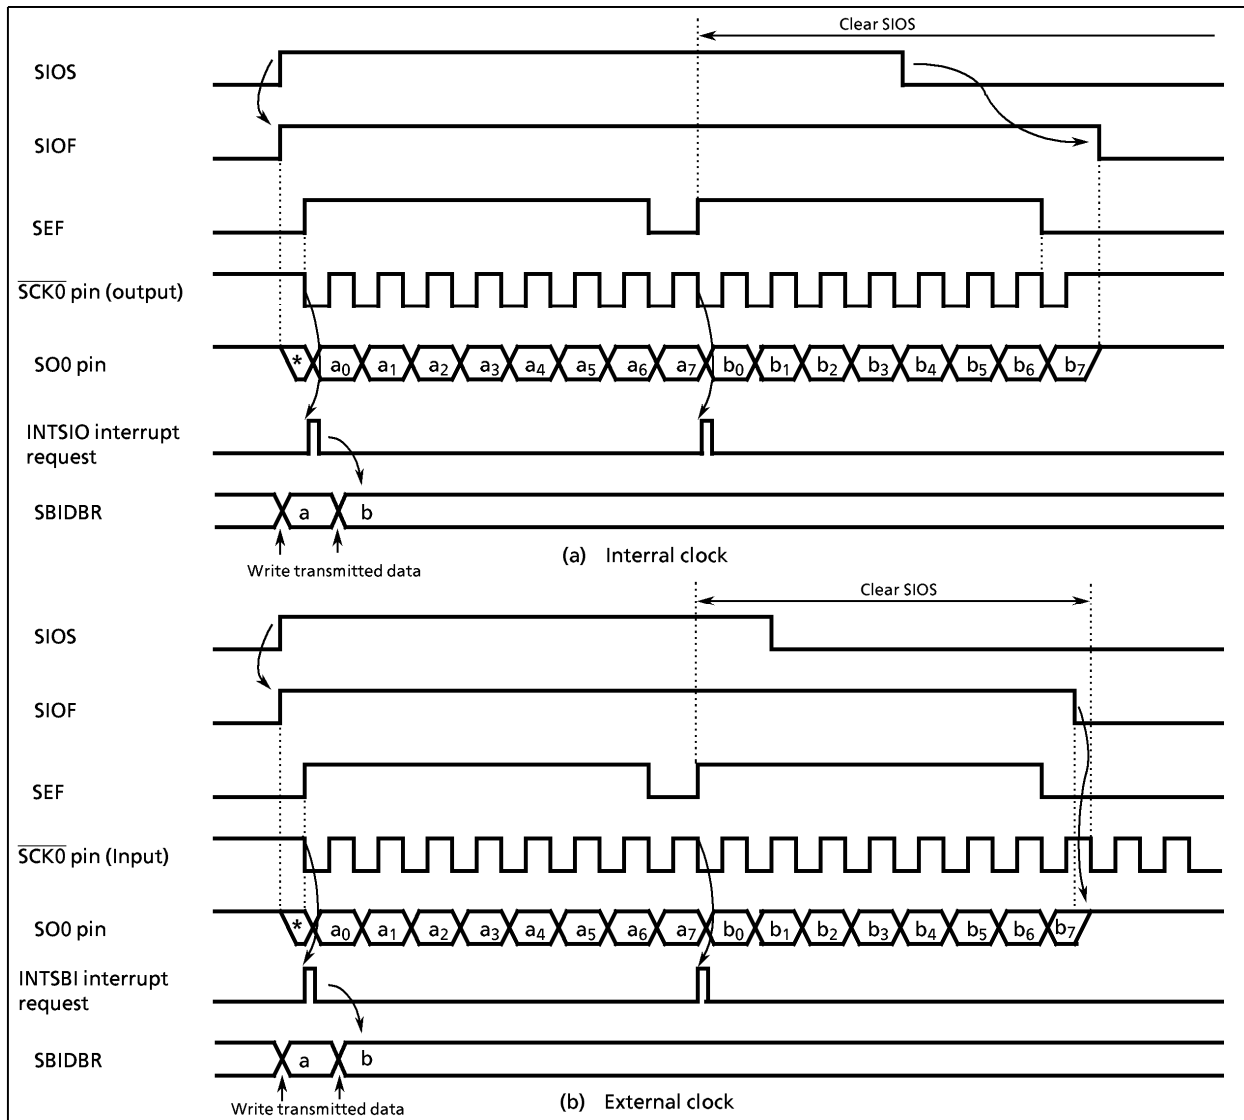 Clear SIOS
SIOS
SIOF
SEF
SCK0 pin (output)
SO0 pin
* a0 a1 a2 a3 a4 a5 a6 a7 b0 b1 b2 b3 b4 b5 b6 b7
INTSIO interrupt
request
SBIDBR
a b
Write transmitted data
(a) Interral clock
Clear SIOS
SIOS
SIOF
SEF
SCK0 pin (Input)
SO0 pin
* a0 a1 a2 a3 a4 a5 a6 a7 b0 b1 b2 b3 b4 b5 b6 b7
INTSBI interrupt
request
SBIDBR
a b
Write transmitted data
(b) External clock